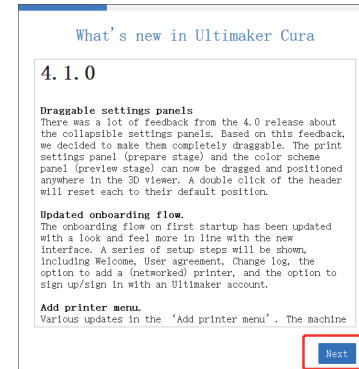 What's new in Ultimaker Cura
4.1.0
Draggable settings panels
There was a lot of feedback from the 4.0 release about
the collapsible settings panels. Based on this feedback,
we decided to make them completely draggable. The print
settings panel (prepare stage) and the color scheme
panel (preview stage) can now be dragged and positioned
anywhere in the 3D viewer. A double click of the header
will reset each to their default position.
Updated onboarding flow.
The onboarding flow on first startup has been updated
with a look and feel more in line with the new
interface. A series of setup steps will be shown,
including Welcome, User agreement, Change log, the
option to add a (networked) printer, and the option to
sign up/sign in with an Ultimaker account.
Add printer menu.
Various updates in the 'Add printer menu'. The machine
Next